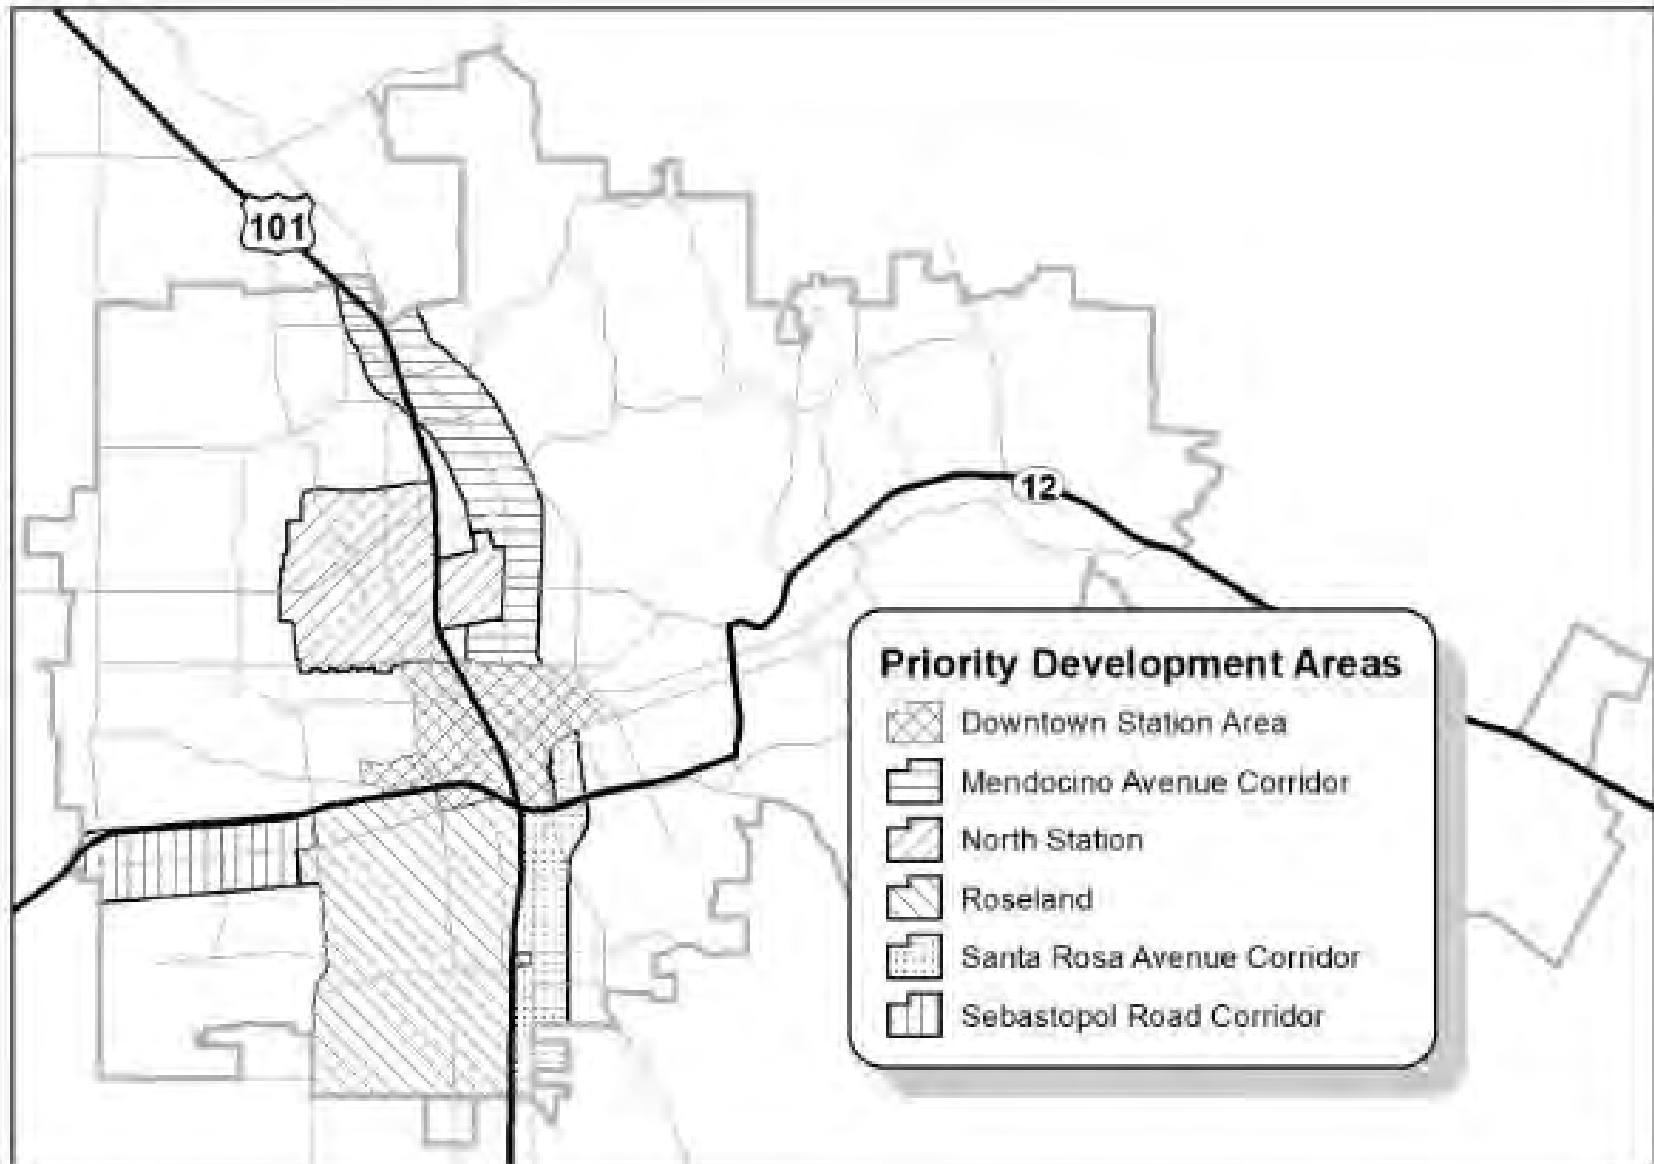 101
12
Priority Development Areas
Downtown Station Area
Mendocino Avenue Corridor
North Station
Roseland
Santa Rosa Avenue Corridor
Sebastopol Road Corridor